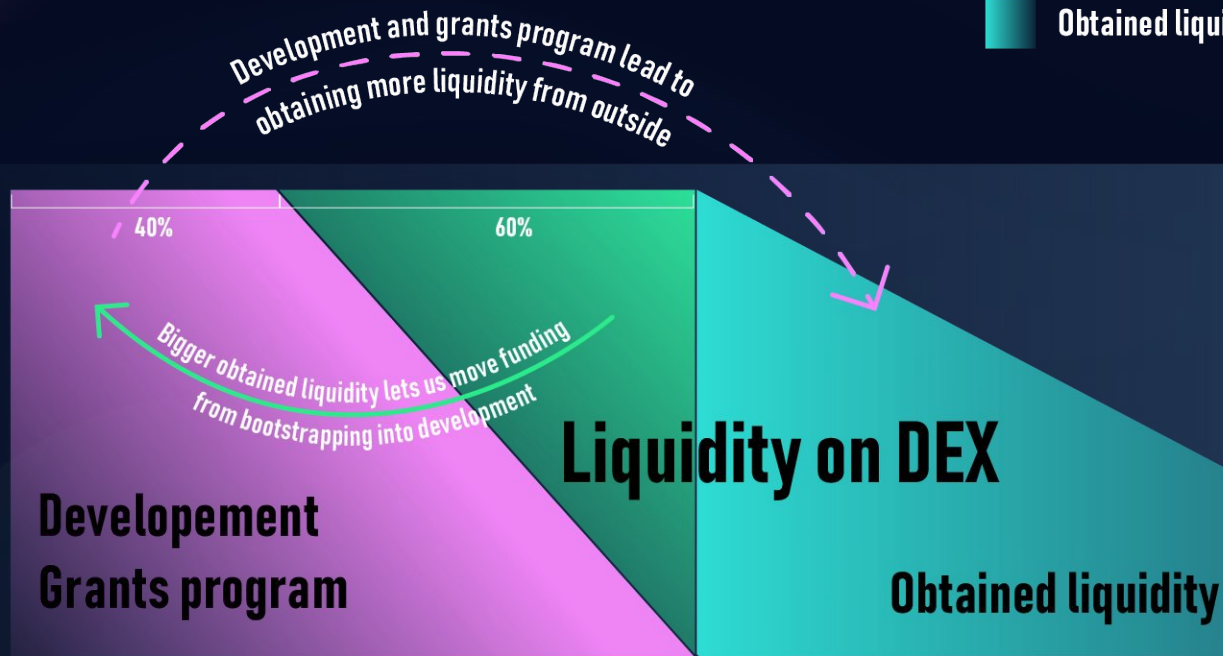 Obtained liqui
Development and grants program lead to
obtaining more liquidity from outside
40%
60%
Bigger obtained liquidity lets us move funding
from bootstrapping into development
Liquidity on DEX
Developement
Grants program
Obtained liquidity